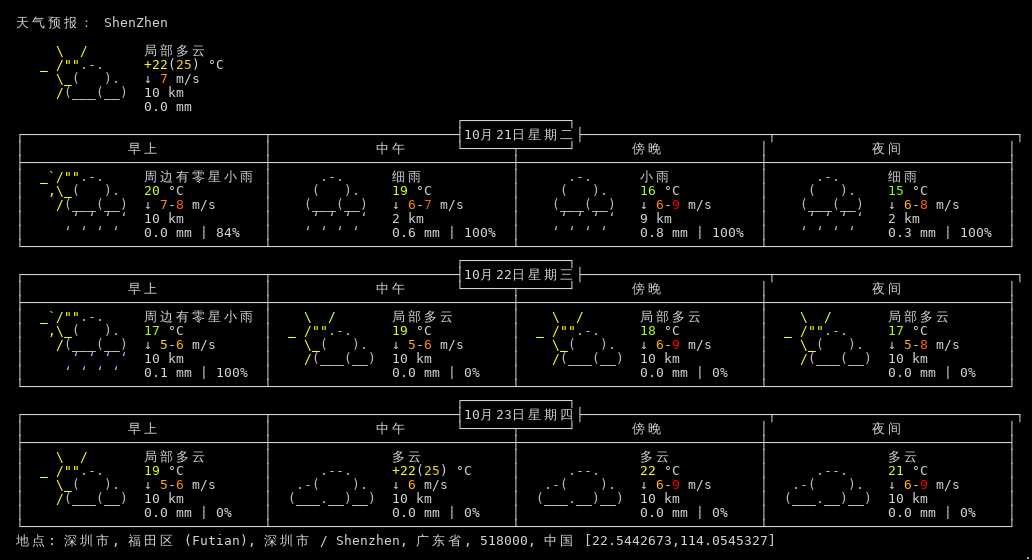 天气预报： ShenZhen
局部多云
+22(25) °C
↓ 7 m/s
10 km
0.0 mm
10月21日星期二
早上 中午 傍晚 夜间
周边有零星小雨 细雨 小雨 细雨
20 °C 19 °C 16 °C 15 °C
↓ 7-8 m/s ↓ 6-7 m/s ↓ 6-9 m/s ↓ 6-8 m/s
10 km 2 km 9 km 2 km
0.0 mm | 84% 0.6 mm | 100% 0.8 mm | 100% 0.3 mm | 100%
10月22日星期三
早上 中午 傍晚 夜间
周边有零星小雨 局部多云 局部多云 局部多云
17 °C 19 °C 18 °C 17 °C
↓ 5-6 m/s ↓ 5-6 m/s ↓ 6-9 m/s ↓ 5-8 m/s
10 km 10 km 10 km 10 km
0.1 mm | 100% 0.0 mm | 0% 0.0 mm | 0% 0.0 mm | 0%
10月23日星期四
早上 中午 傍晚 夜间
局部多云 多云 多云 多云
19 °C +22(25) °C 22 °C 21 °C
↓ 5-6 m/s ↓ 6 m/s ↓ 6-9 m/s ↓ 6-9 m/s
10 km 10 km 10 km 10 km
0.0 mm | 0% 0.0 mm | 0% 0.0 mm | 0% 0.0 mm | 0%
地点: 深圳市, 福田区 (Futian), 深圳市 / Shenzhen, 广东省, 518000, 中国 [22.5442673,114.0545327]